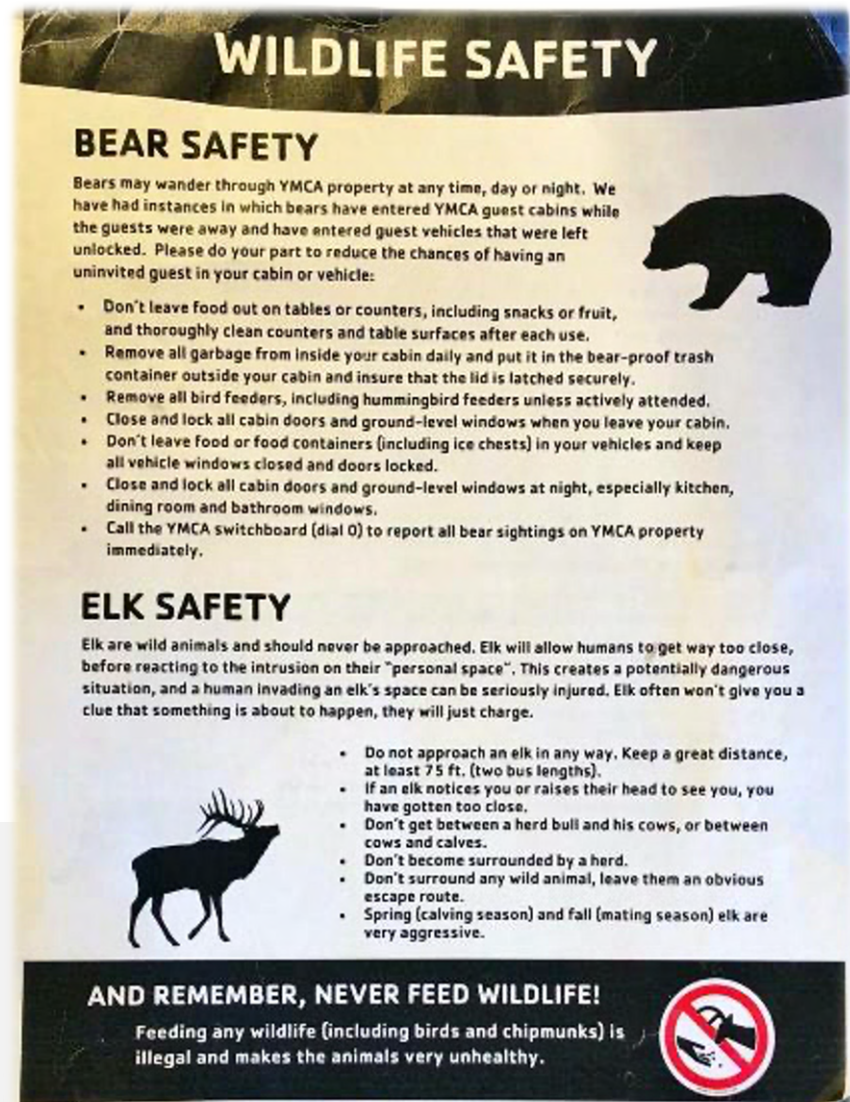 WILDLIFE SAFETY
BEAR SAFETY
Bears may wander through YMCA property at any time, day or night. We
have had instances in which bears have entered YMCA guest cabins while
the guests were away and have entered guest vehicles that were left
unlocked. Please do your part to reduce the chances of having an
uninvited guest in your cabin or vehicle:
• Don't leave food out on tables or counters, including snacks or fruit,
and thoroughly clean counters and table surfaces after each use.
• Remove all garbage from inside your cabin daily and put it in the bear-proof trash
container outside your cabin and insure that the lid is latched securely.
• Remove all bird feeders, including hummingbird feeders unless actively attended.
• Close and lock all cabin doors and ground-level windows when you leave your cabin.
• Don't leave food or food containers (including ice chests) in your vehicles and keep
all vehicle windows closed and doors locked.
• Close and lock all cabin doors and ground-level windows at night, especially kitchen,
dining room and bathroom windows.
• Call the YMCA switchboard (dial 0) to report all bear sightings on YMCA property
immediately.
ELK SAFETY
Elk are wild animals and should never be approached. Elk will allow humans to get way too close,
before reacting to the intrusion on their "personal space". This creates a potentially dangerous
situation, and a human invading an elk's space can be seriously injured. Elk often won't give you a
clue that something is about to happen, they will just charge.
• Do not approach an elk in any way. Keep a great distance,
at least 75 ft. (two bus lengths).
• If an elk notices you or raises their head to see you, you
have gotten too close.
• Don't get between a herd bull and his cows, or between
cows and calves.
• Don't become surrounded by a herd.
• Don't surround any wild animal, leave them an obvious
escape route.
• Spring (calving season) and fall (mating season) elk are
very aggressive.
AND REMEMBER, NEVER FEED WILDLIFE!
Feeding any wildlife (including birds and chipmunks) is
illegal and makes the animals very unhealthy.